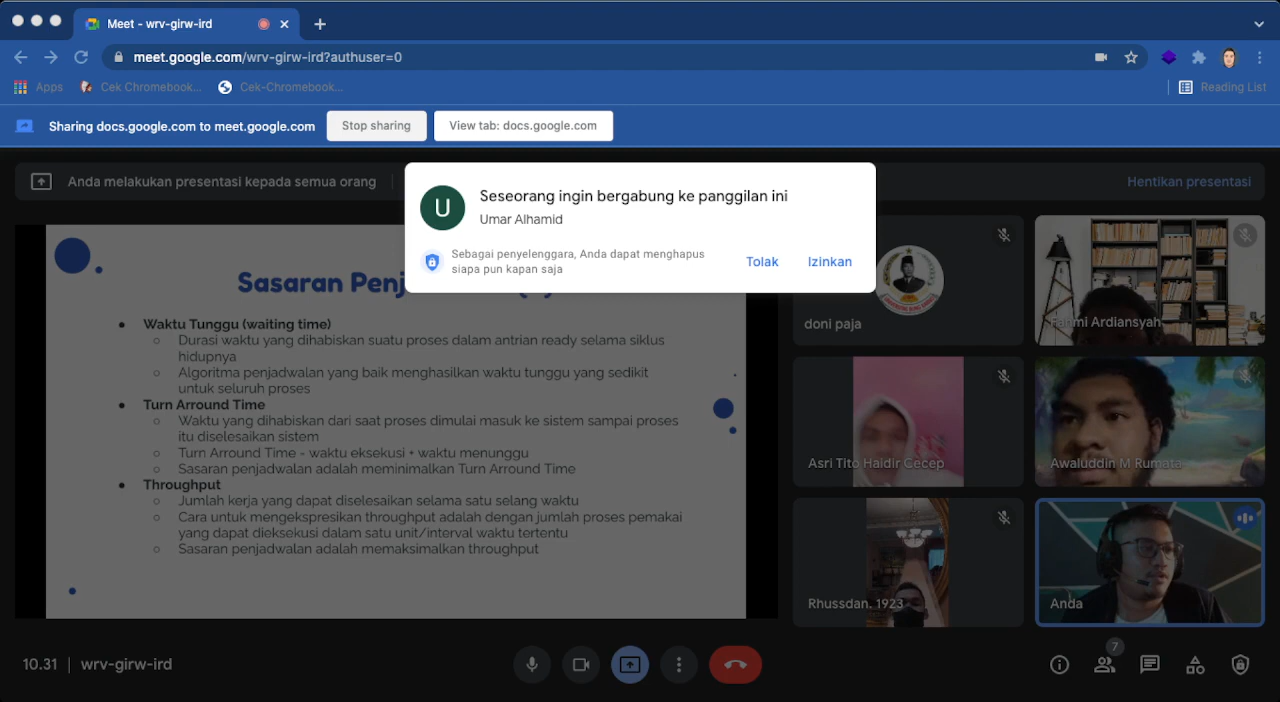 Meet - wrv-girw-ird
meet.google.com/wrv-girw-ird?authuser=0
Apps
Cek Chromebook...
Cek-Chromebook...
Reading List
Sharing docs.google.com to meet.google.com
Stop sharing
View tab: docs.google.com
Anda melakukan presentasi kepada semua orang
Hentikan presentasi
U
Seseorang ingin bergabung ke panggilan ini
Umar Alhamid
Sebagai penyelenggara, Anda dapat menghapus
siapa pun kapan saja
Tolak
Izinkan
Sasaran
Waktu Tunggu (waiting time)
Durasi waktu yang dihabiskan suatu proses dalam antrian ready selama siklus
hidupnya
Algoritma penjadwalan yang baik menghasilkan waktu tunggu yang sedikit
untuk seluruh proses
Turn Arround Time
Waktu yang dihabiskan dari saat proses dimulai masuk ke sistem sampai proses
itu diselesaikan sistem
Turn Arround Time - waktu eksekusi + waktu menunggu
Sasaran penjadwalan adalah meminimalkan Turn Arround Time
Throughput
Jumlah kerja yang dapat diselesaikan selama satu selang waktu
Cara untuk mengekspresikan throughput adalah dengan jumlah proses pemakai
yang dapat dieksekusi dalam satu unit/interval waktu tertentu
Sasaran penjadwalan adalah memaksimalkan throughput
doni paja
Fahmi Ardiansyah
Asri Tito Haldir Cecep
Awaluddin M Rumata
Rhussdan. 1923
Anda
10.31 | wrv-girw-ird
7